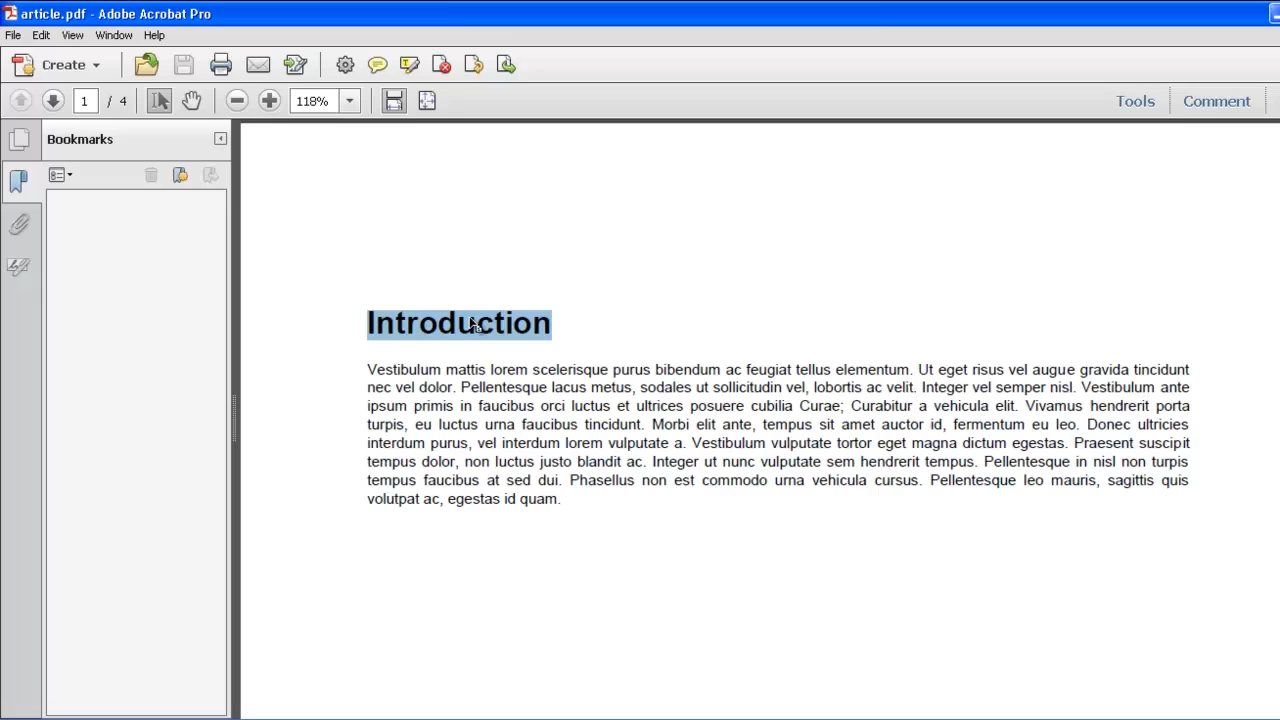 article.pdf - Adobe Acrobat Pro
File Edit View Window Help
Create
1 / 4 118% Tools Comment
Bookmarks
Introduction
Vestibulum mattis lorem scelerisque purus bibendum ac feugiat tellus elementum. Ut eget risus vel augue gravida tincidunt
nec vel dolor. Pellentesque lacus metus, sodales ut sollicitudin vel, lobortis ac velit. Integer vel semper nisl. Vestibulum ante
ipsum primis in faucibus orci luctus et ultrices posuere cubilia Curae; Curabitur a vehicula elit. Vivamus hendrerit porta
turpis, eu luctus urna faucibus tincidunt. Morbi elit ante, tempus sit amet auctor id, fermentum eu leo. Donec ultricies
interdum purus, vel interdum lorem vulputate a. Vestibulum vulputate tortor eget magna dictum egestas. Praesent suscipit
tempus dolor, non luctus justo blandit ac. Integer ut nunc vulputate sem hendrerit tempus. Pellentesque in nisl non turpis
tempus faucibus at sed dui. Phasellus non est commodo urna vehicula cursus. Pellentesque leo mauris, sagittis quis
volutpat ac, egestas id quam.